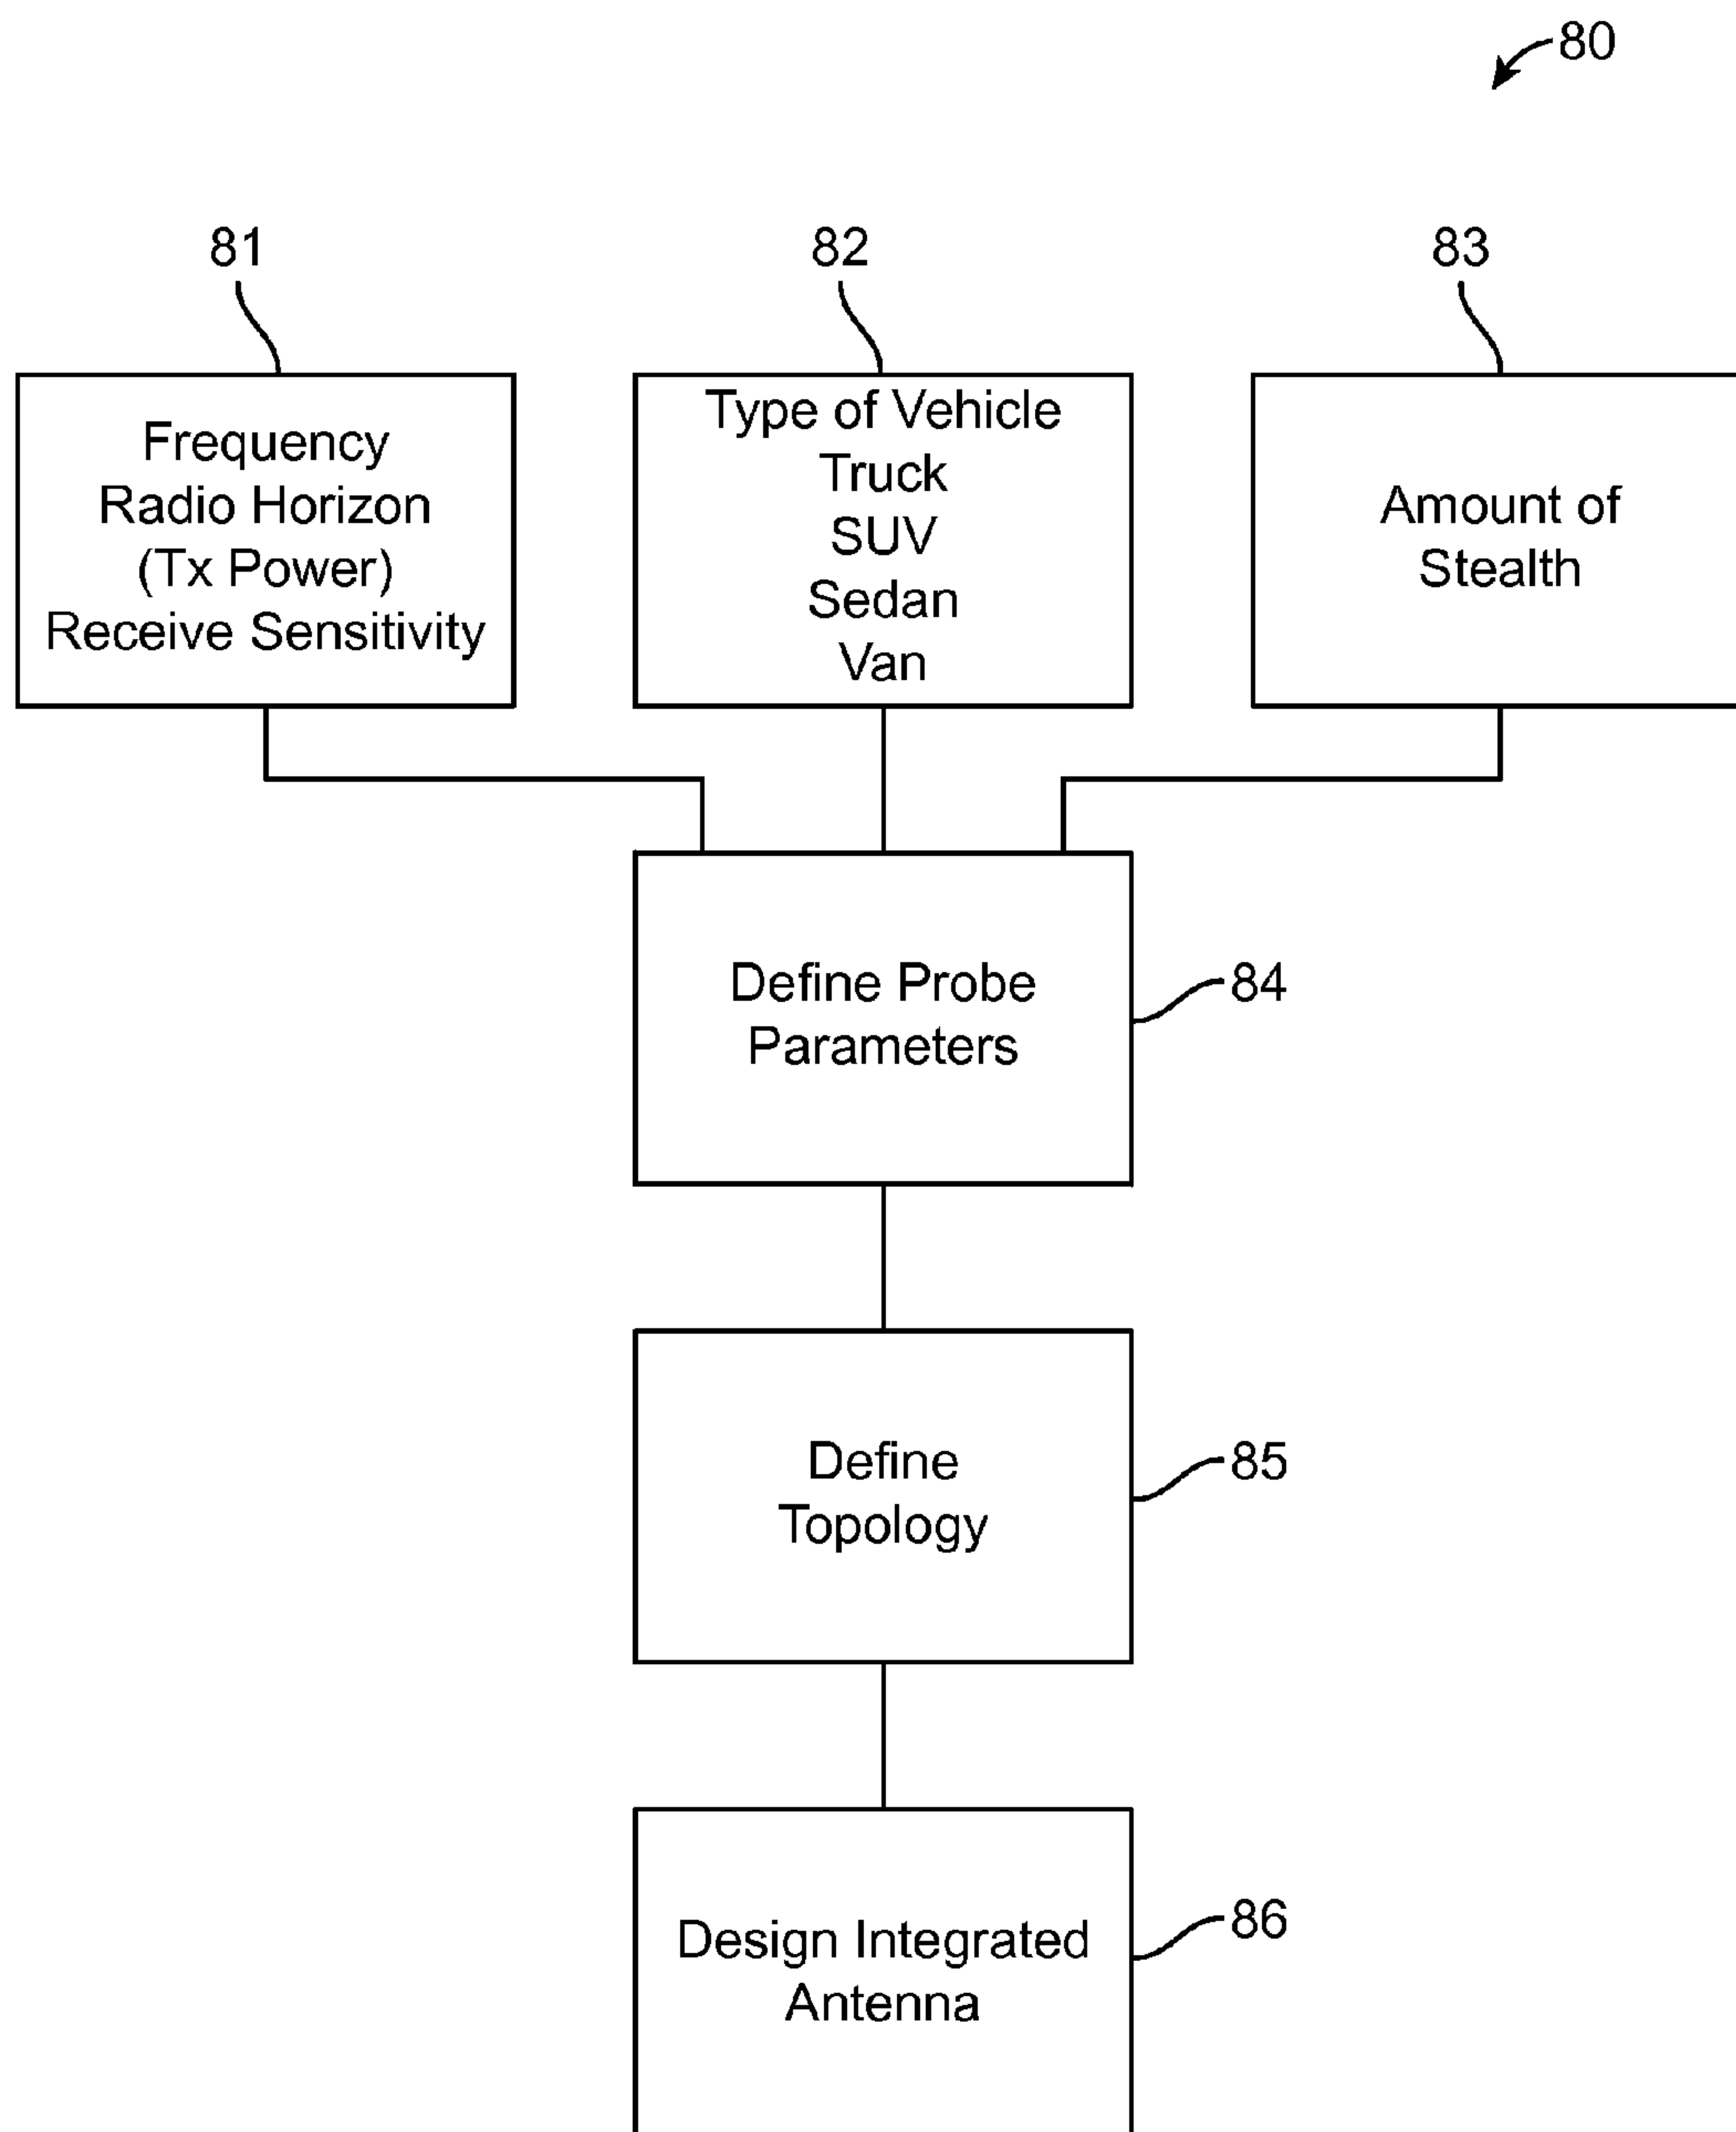 80
81
82
83
Frequency
Radio Horizon
(Tx Power)
Receive Sensitivity
Type of Vehicle
Truck
SUV
Sedan
Van
Amount of
Stealth
Define Probe
Parameters
84
Define
Topology
85
Design Integrated
Antenna
86